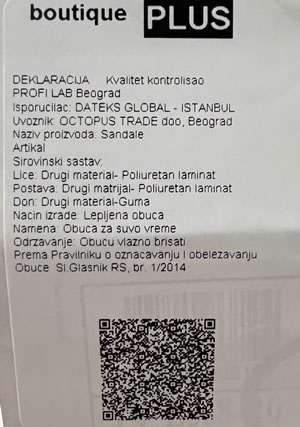 boutique PLUS
DEKLARACIJA Kvalitet kontrolisao
PROFI LAB Beograd
Isporucilac: DATEKS GLOBAL - ISTANBUL
Uvoznik: OCTOPUS TRADE doo, Beograd
Naziv proizvoda: Sandale
Artikal
Sirovinski sastav:
Lice: Drugi material- Poliuretan laminat
Postava: Drugi matrijal- Poliuretan laminat
Don: Drugi material-Guma
Nacin izrade: Lepljena obuca
Namena: Obuca za suvo vreme
Odrzavanje: Obucu vlazno brisati
Prema Pravilniku o oznacavanju i obelezavanju
Obuce Sl.Glasnik RS, br. 1/2014